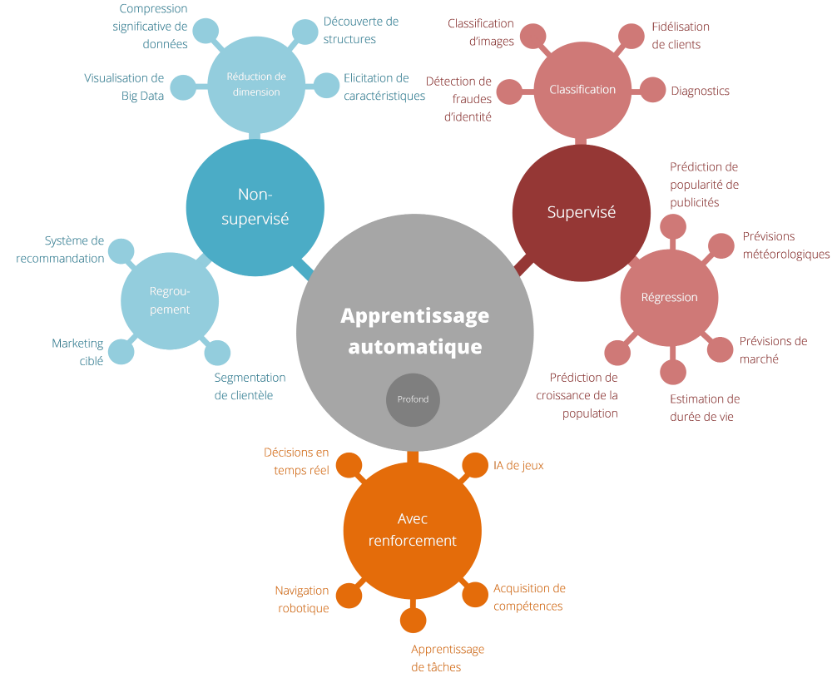 Compression
significative de
données
Découverte de
structures
Visualisation de
Big Data
Réduction de
dimension
Elicitation de
caractéristiques
Non-
supervisé
Système de
recommandation
Regrou-
pement
Marketing
ciblé
Segmentation
de clientèle
Classification
d'images
Fidélisation
de clients
Détection de
fraudes
d'identité
Classification
Diagnostics
Supervisé
Prédiction de
popularité de
publicités
Prévisions
météorologiques
Régression
Prévisions de
marché
Prédiction de
croissance de la
population
Estimation de
durée de vie
Apprentissage
automatique
Profond
Décisions en
temps réel
IA de jeux
Avec
renforcement
Navigation
robotique
Acquisition de
compétences
Apprentissage
de tâches